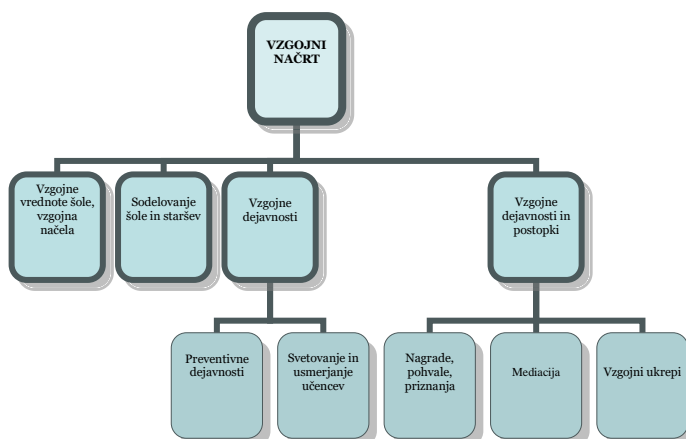 VZGOJNI
NAČRT
Vzgojne
vrednote šole,
vzgojna
načela
Sodelovanje
šole in staršev
Vzgojne
dejavnosti
Vzgojne
dejavnosti in
postopki
Preventivne
dejavnosti
Svetovanje in
usmerjanje
učencev
Nagrade,
pohvale,
priznanja
Mediacija
Vzgojni ukrepi